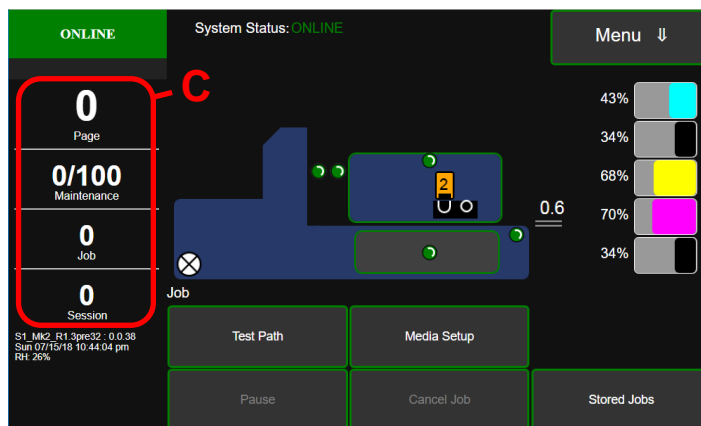 ONLINE
System Status: ONLINE
Menu ⇓
C
0
Page
0/100
Maintenance
0
Job
0
Session
S1_Mk2_R1.3pre32 : 0.0.38
Sun 07/15/18 10:44:04 pm
RH: 26%
2
0.6
43%
34%
68%
70%
34%
Job
Test Path
Media Setup
Pause
Cancel Job
Stored Jobs